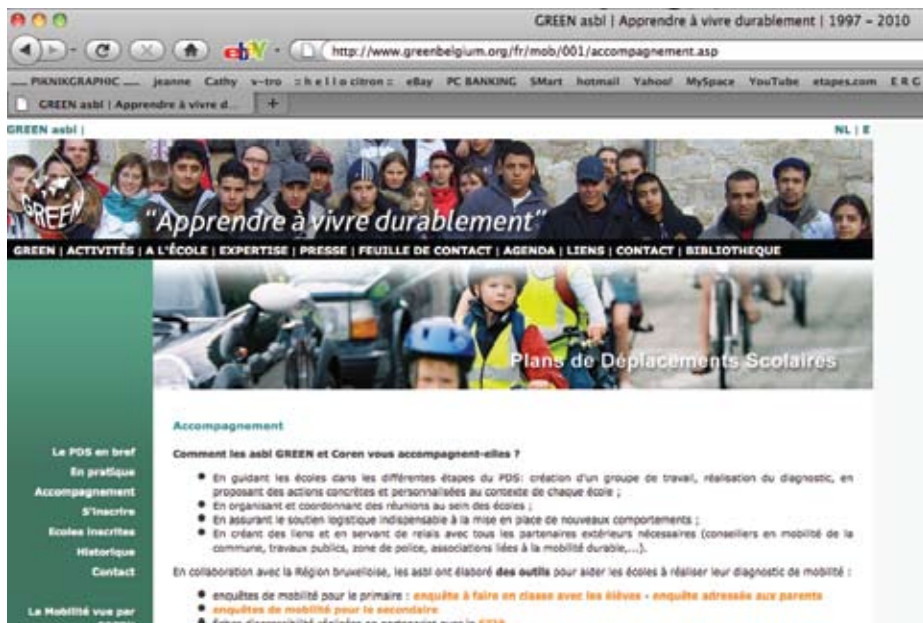 GREEN asbl | Apprendre à vivre durablement | 1997 – 2010
http://www.greenbelgium.org/fr/mob/001/accompagnement.asp
PIKNIKGRAPHIC jeanne Cathy v-tro :: h e l l o citron :: eBay PC BANKING SMart hotmail Yahoo! MySpace YouTube etapes.com E R G
GREEN asbl | Apprendre à vivre d...
GREEN asbl |
NL | E
GREEN
"Apprendre à vivre durablement"
GREEN | ACTIVITÉS | A L'ÉCOLE | EXPERTISE | PRESSE | FEUILLE DE CONTACT | AGENDA | LIENS | CONTACT | BIBLIOTHEQUE
Plans de Déplacements Scolaires
Le PDS en bref
En pratique
Accompagnement
S'inscrire
Ecoles inscrites
Historique
Contact
La Mobilité vue par
Accompagnement
Comment les asbl GREEN et Coren vous accompagnent-elles ?
• En guidant les écoles dans les différentes étapes du PDS: création d'un groupe de travail, réalisation du diagnostic, en
proposant des actions concrètes et personnalisées au contexte de chaque école ;
• En organisant et coordonnant des réunions au sein des écoles ;
• En assurant le soutien logistique indispensable à la mise en place de nouveaux comportements ;
• En créant des liens et en servant de relais avec tous les partenaires extérieurs nécessaires (conseillers en mobilité de la
commune, travaux publics, zone de police, associations liées à la mobilité durable,...).
En collaboration avec la Région bruxelloise, les asbl ont élaboré des outils pour aider les écoles à réaliser leur diagnostic de mobilité :
• enquêtes de mobilité pour le primaire : enquête à faire en classe avec les élèves - enquête adressée aux parents
• enquêtes de mobilité pour le secondaire